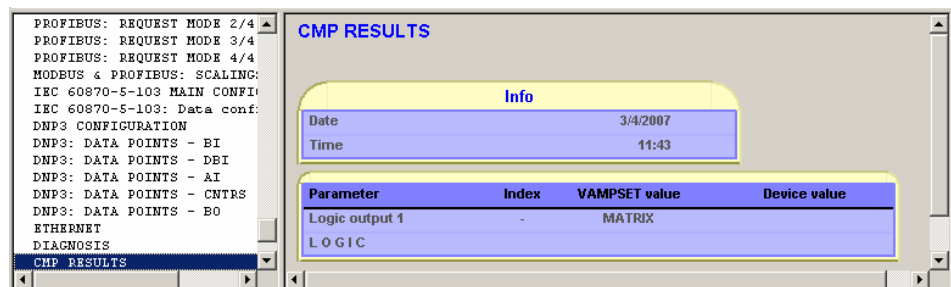 PROFIBUS: REQUEST MODE 2/4
PROFIBUS: REQUEST MODE 3/4
PROFIBUS: REQUEST MODE 4/4
MODBUS & PROFIBUS: SCALING
IEC 60870-5-103 MAIN CONFI
IEC 60870-5-103: Data conf
DNP3 CONFIGURATION
DNP3: DATA POINTS - BI
DNP3: DATA POINTS - DBI
DNP3: DATA POINTS - AI
DNP3: DATA POINTS - CNTRS
DNP3: DATA POINTS - BO
ETHERNET
DIAGNOSIS
CMP RESULTS
CMP RESULTS
Info
Date 3/4/2007
Time 11:43
Parameter Index VAMPSET value Device value
Logic output 1 - MATRIX
L O G I C